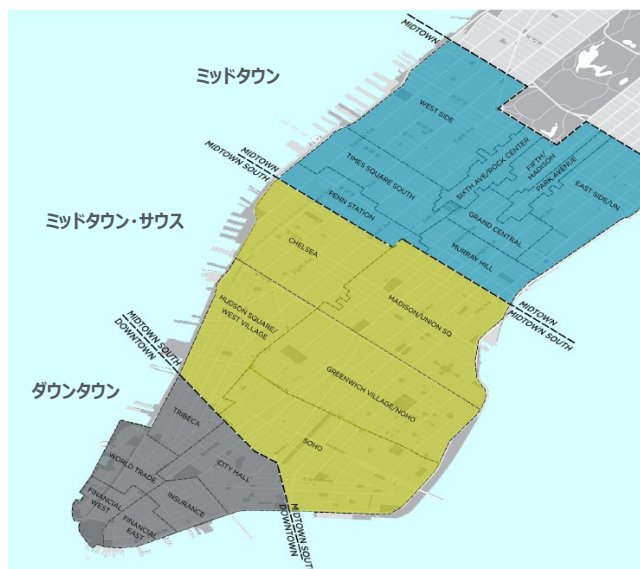 MIDTOWN
ミッドタウン
WEST SIDE
SIXTH AVE/ROCK CENTER
FIFTH/
MADISON
PARK AVENUE
EAST SIDE/UN
TIMES SQUARE SOUTH
MIDTOWN
MIDTOWN SOUTH
PENN STATION
GRAND CENTRAL
MURRAY HILL
ミッドタウン・サウス
CHELSEA
MADISON/UNION SQ
MIDTOWN
MIDTOWN SOUTH
HUDSON SQUARE/
WEST VILLAGE
MIDTOWN SOUTH
DOWNTOWN
GREENWICH VILLAGE/NOHO
ダウンタウン
TRIBECA
SOHO
WORLD TRADE
CITY HALL
FINANCIAL
WEST
INSURANCE
FINANCIAL
EAST
MIDTOWN SOUT
DOWNTOWN